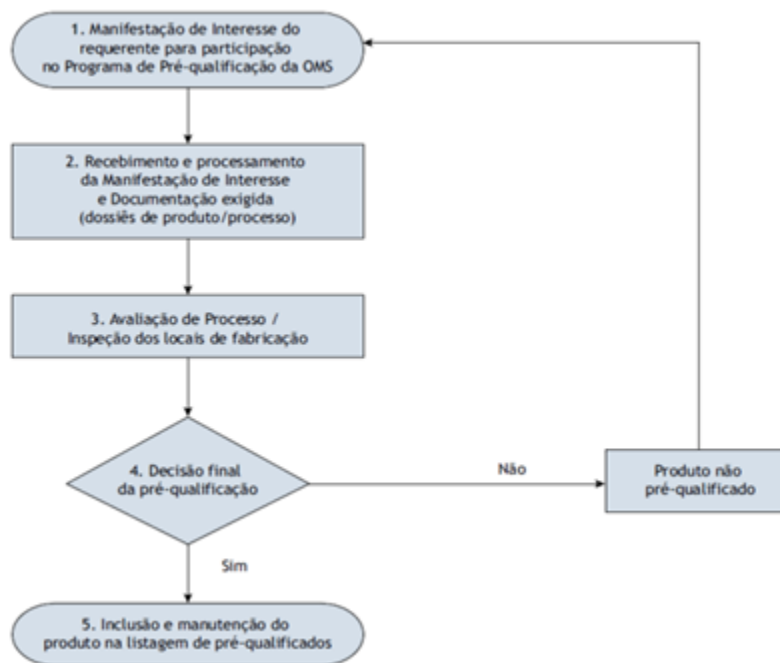 1. Manifestação de Interesse do
requerente para participação
no Programa de Pré-qualificação da OMS
2. Recebimento e processamento
da Manifestação de Interesse
e Documentação exigida
(dossiês de produto/processo)
3. Avaliação de Processo /
Inspeção dos locais de fabricação
4. Decisão final
da pré-qualificação
Não
Produto não
pré-qualificado
Sim
5. Inclusão e manutenção do
produto na listagem de pré-qualificados